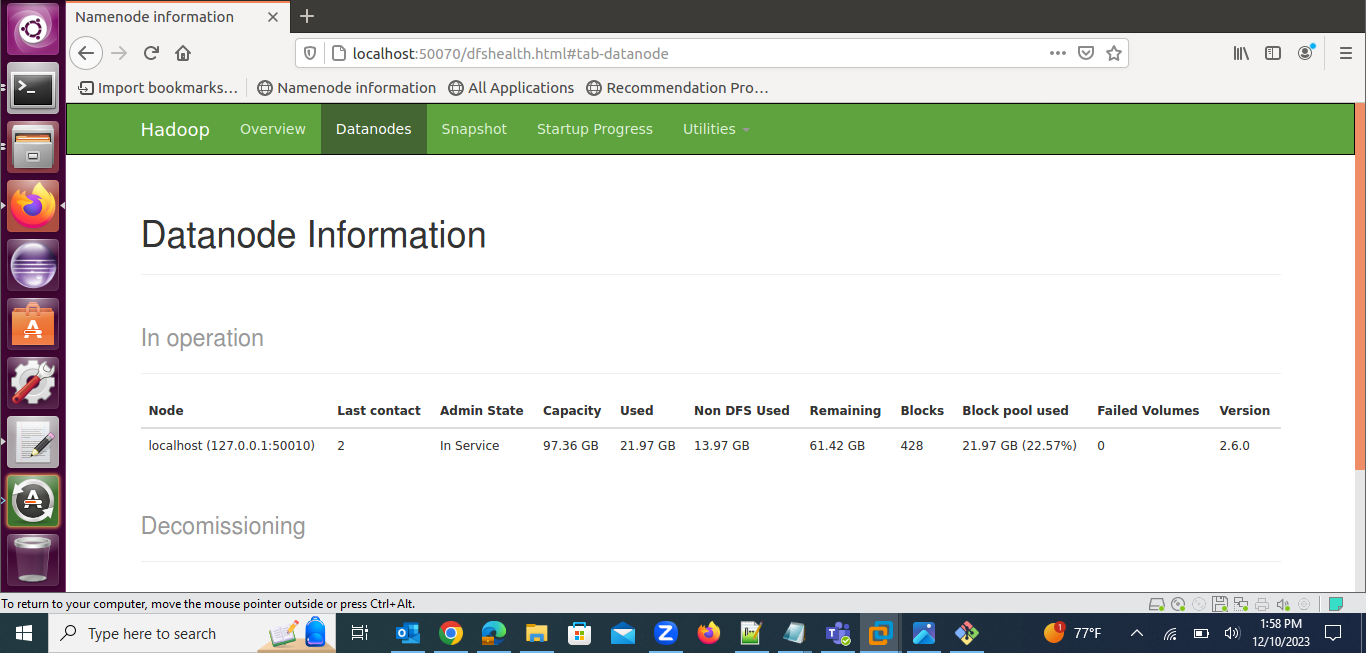 Namenode information
localhost:50070/dfshealth.html#tab-datanode
Import bookmarks... Namenode information All Applications Recommendation Pro...
Hadoop Overview Datanodes Snapshot Startup Progress Utilities
Datanode Information
In operation
Node Last contact Admin State Capacity Used Non DFS Used Remaining Blocks Block pool used Failed Volumes Version
localhost (127.0.0.1:50010) 2 In Service 97.36 GB 21.97 GB 13.97 GB 61.42 GB 428 21.97 GB (22.57%) 0 2.6.0
Decomissioning
To return to your computer, move the mouse pointer outside or press Ctrl+Alt.
Type here to search
1
77°F
1:58 PM
12/10/2023